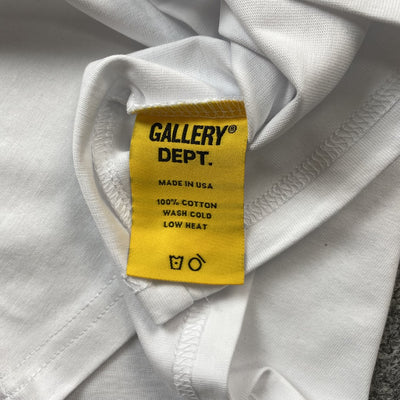 GALLERY®
DEPT.
MADE IN USA
100% COTTON
WASH COLD
LOW HEAT